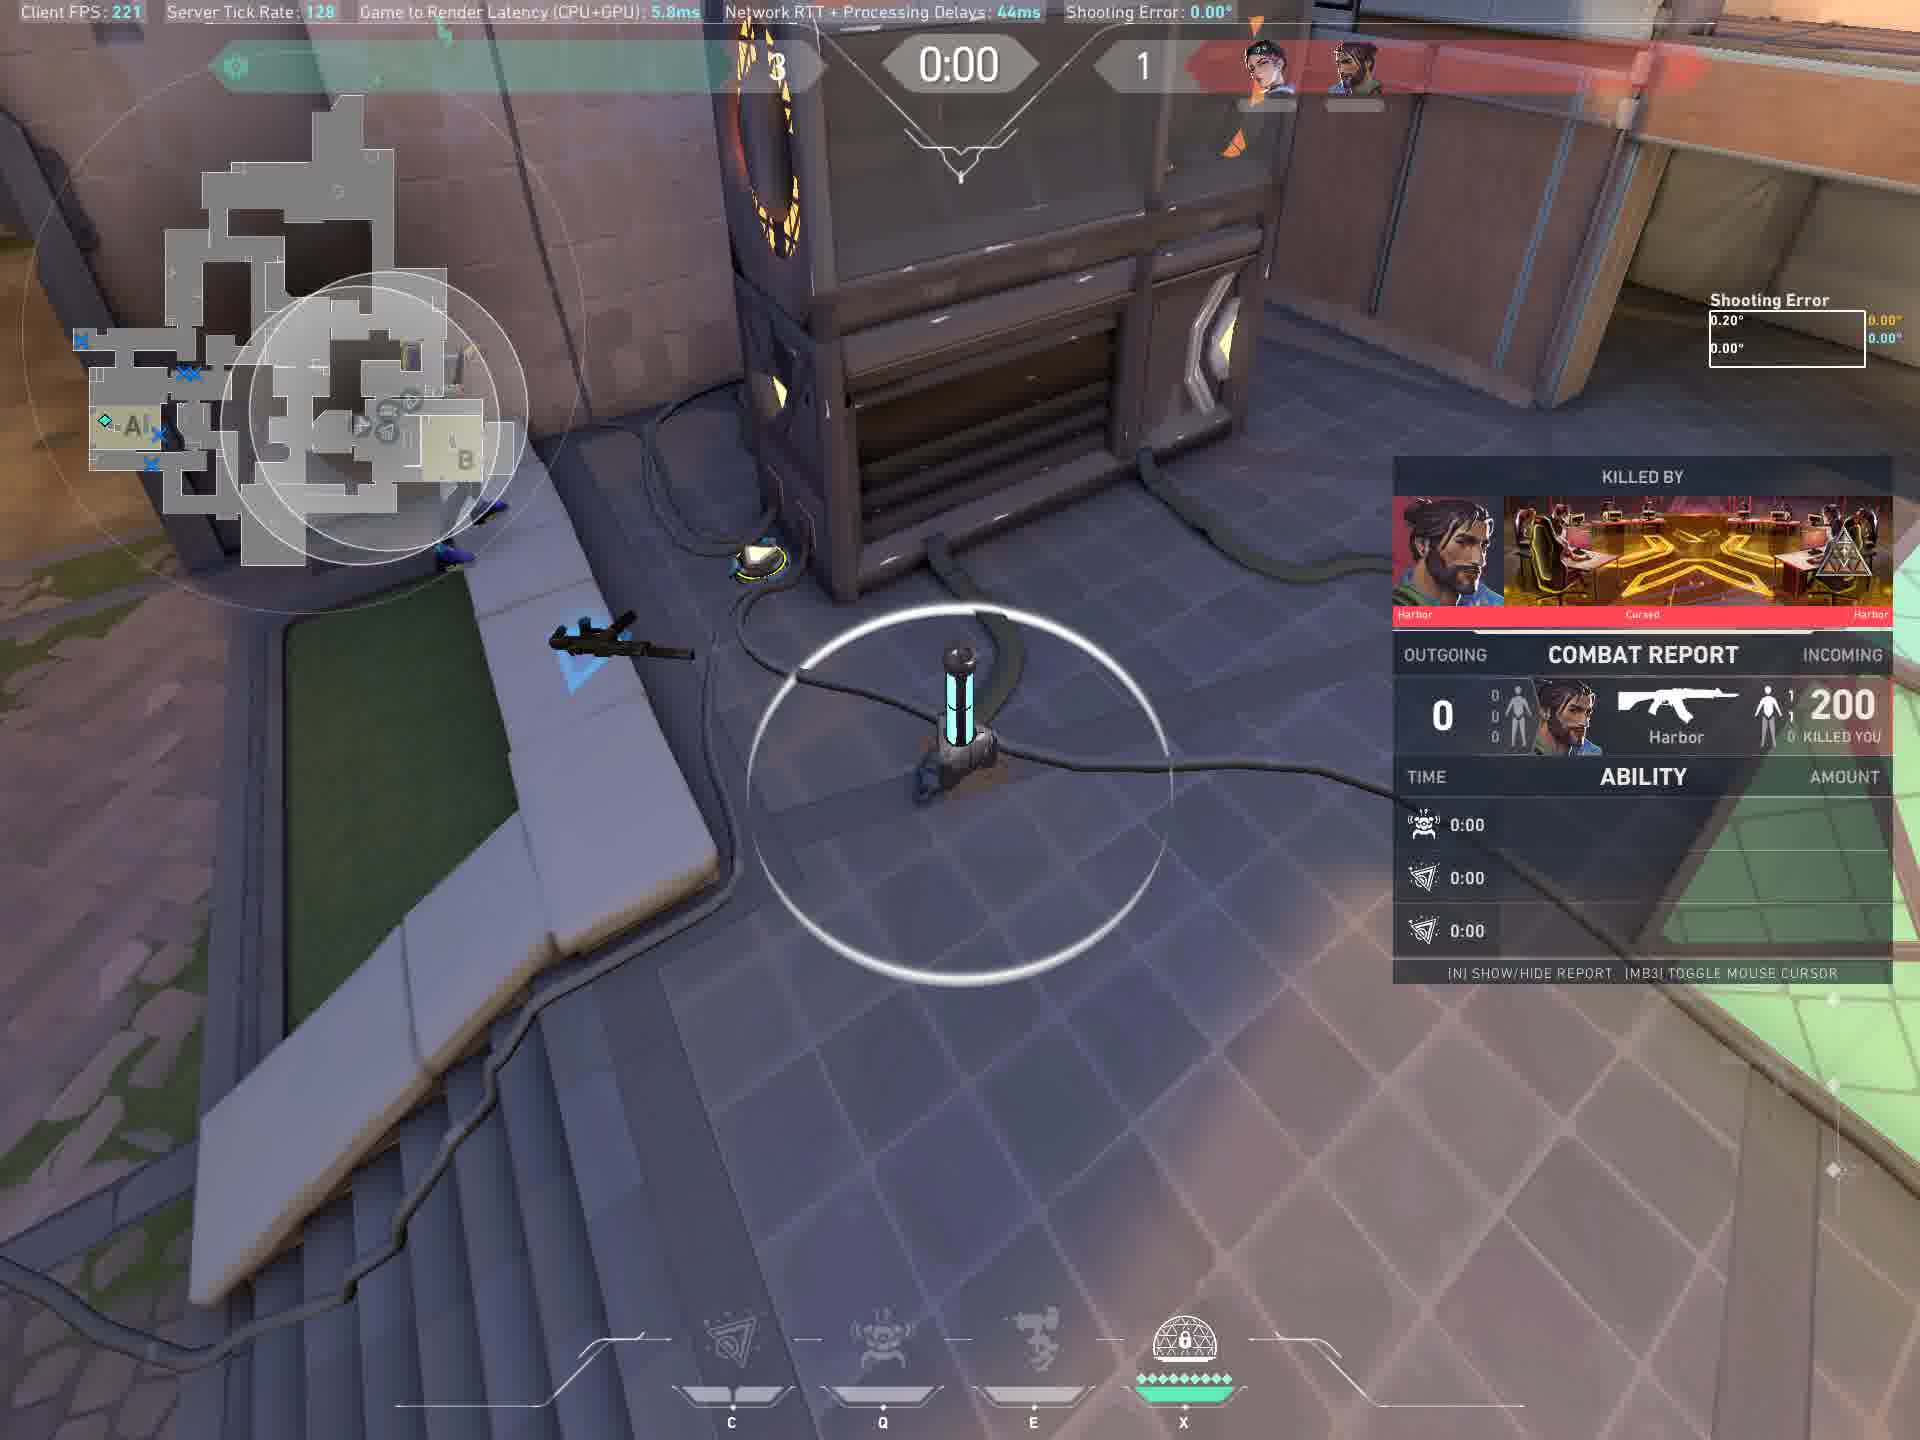 Client FPS: 221 Server Tick Rate: 128 Game to Render Latency (CPU+GPU): 5.8ms Network RTT + Processing Delays: 44ms Shooting Error: 0.00°
3 0:00 1
Shooting Error
0.20° 0.00°
0.00°
0.00°
A
B
KILLED BY
Harbor Cursed Harbor
OUTGOING COMBAT REPORT INCOMING
0 0 0 0 Harbor 1 1 0 200 KILLED YOU
TIME ABILITY AMOUNT
0:00
0:00
0:00
[N] SHOW/HIDE REPORT [MB3] TOGGLE MOUSE CURSOR
C Q E X